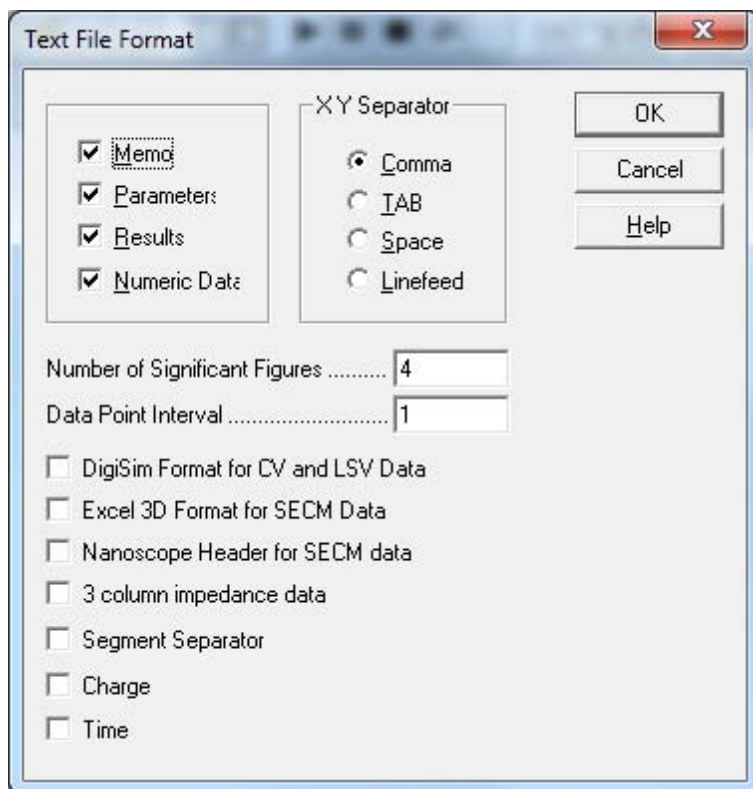 Text File Format
Memo
Parameters
Results
Numeric Data
X Y Separator
Comma
TAB
Space
Linefeed
OK
Cancel
Help
Number of Significant Figures .......... 4
Data Point Interval ........................... 1
DigiSim Format for CV and LSV Data
Excel 3D Format for SECM Data
Nanoscope Header for SECM data
3 column impedance data
Segment Separator
Charge
Time